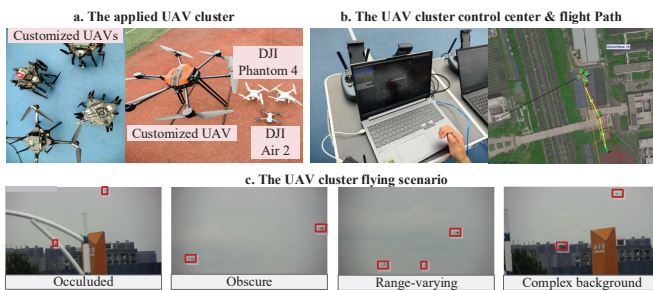 a. The applied UAV cluster
b. The UAV cluster control center & flight Path
Customized UAVs
DJI
Phantom 4
Customized UAV
DJI
Air 2
c. The UAV cluster flying scenario
Occuluded
Obscure
Range-varying
Complex background